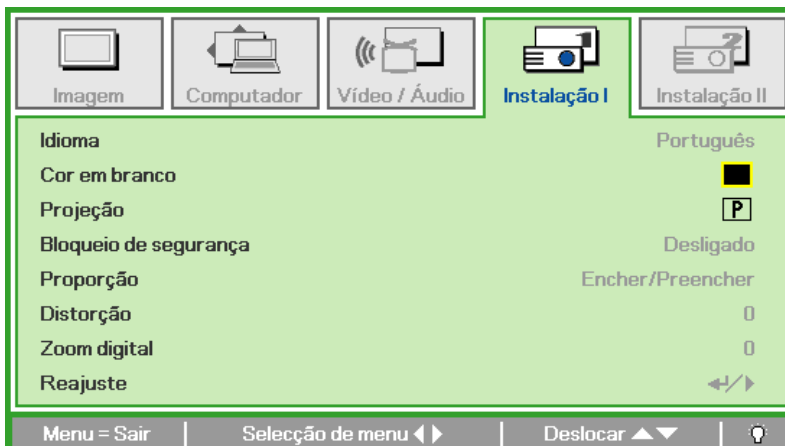 Imagem Computador Vídeo / Áudio Instalação I Instalação II
Idioma Português
Cor em branco
Projeção P
Bloqueio de segurança Desligado
Proporção Encher/Preencher
Distorção 0
Zoom digital 0
Reajuste
Menu = Sair Selecção de menu Deslocar